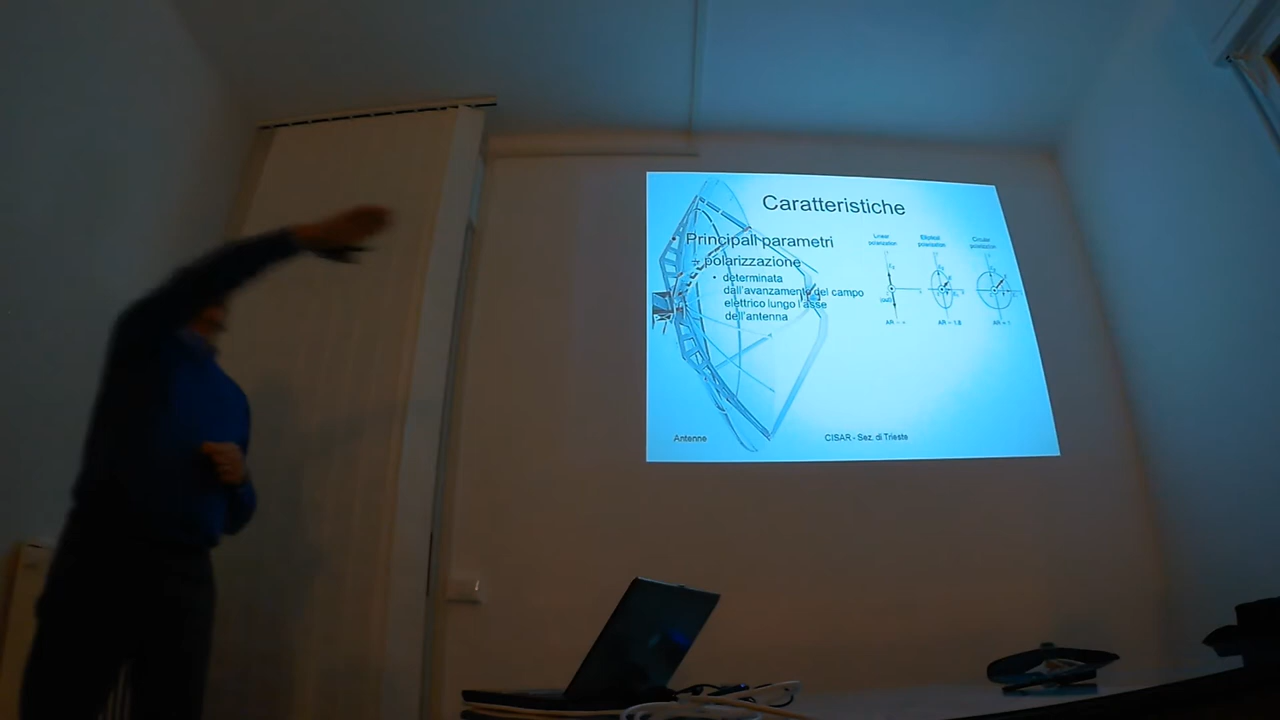 Caratteristiche
• Principali parametri
– polarizzazione
• determinata
dall'avanzamento del campo
elettrico lungo l'asse
dell'antenna
Linear
polarization
Elliptical
polarization
Circular
polarization
AR = ∞
AR = 1,8
AR = 1
Antenne
CISAR - Sez. di Trieste